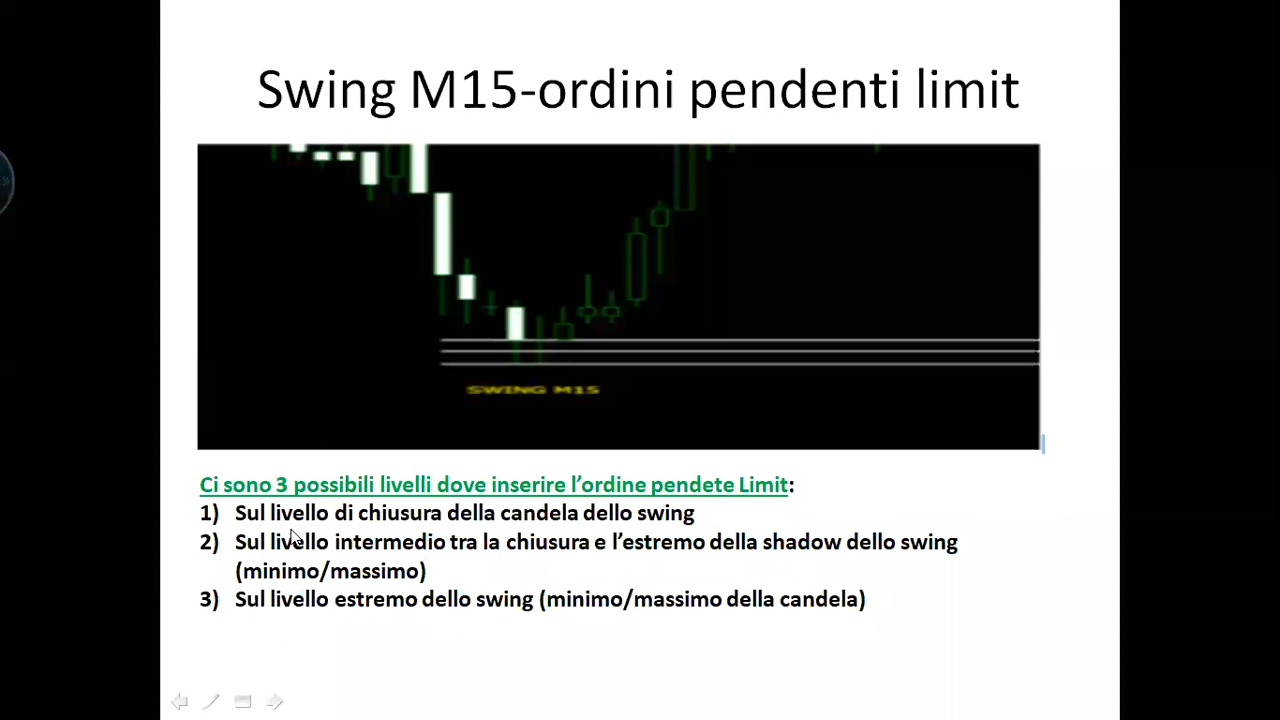 Swing M15-ordini pendenti limit
SWING M15
Ci sono 3 possibili livelli dove inserire l'ordine pendete Limit:
1) Sul livello di chiusura della candela dello swing
2) Sul livello intermedio tra la chiusura e l'estremo della shadow dello swing
(minimo/massimo)
3) Sul livello estremo dello swing (minimo/massimo della candela)